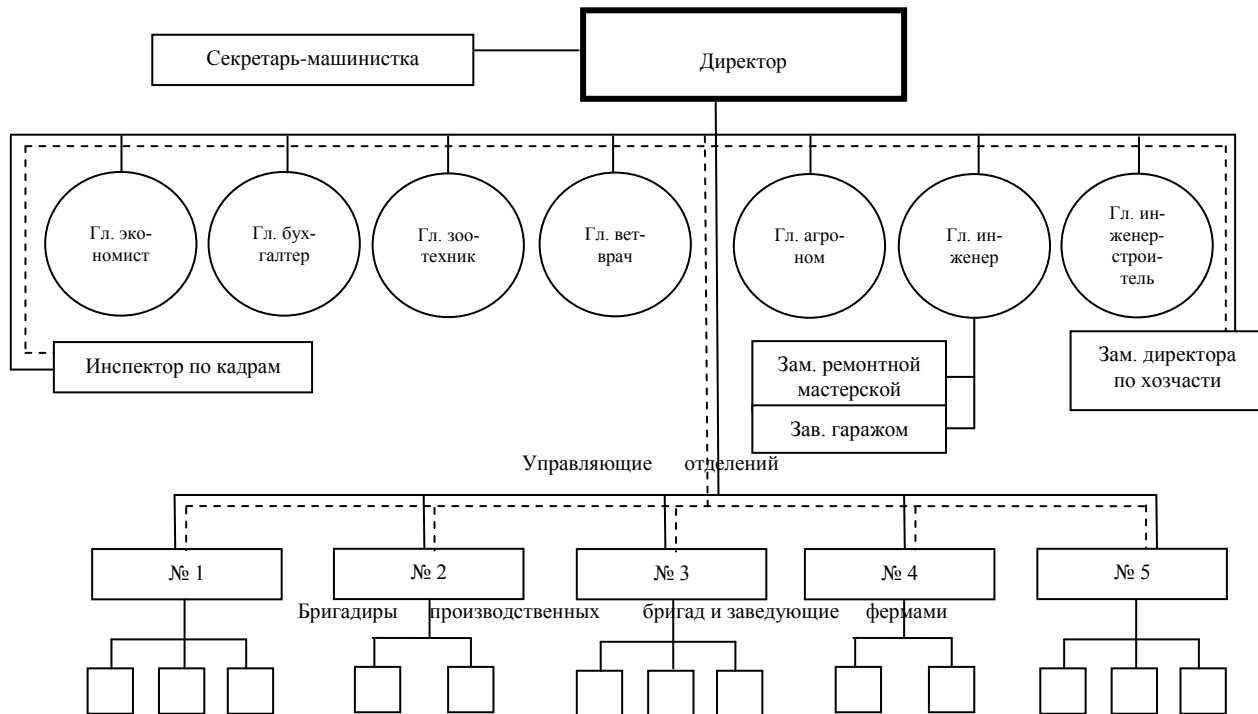 Секретарь-машинистка
Директор
Гл. эко-
номист
Гл. бух-
галтер
Гл. зоо-
техник
Гл. вет-
врач
Гл. агро-
ном
Гл. ин-
женер
Гл. ин-
женер-
строи-
тель
Инспектор по кадрам
Зам. ремонтной
мастерской
Зав. гаражом
Зам. директора
по хозчасти
Управляющие отделений
№ 1
№ 2
№ 3
№ 4
№ 5
Бригадиры производственных бригад и заведующие фермами